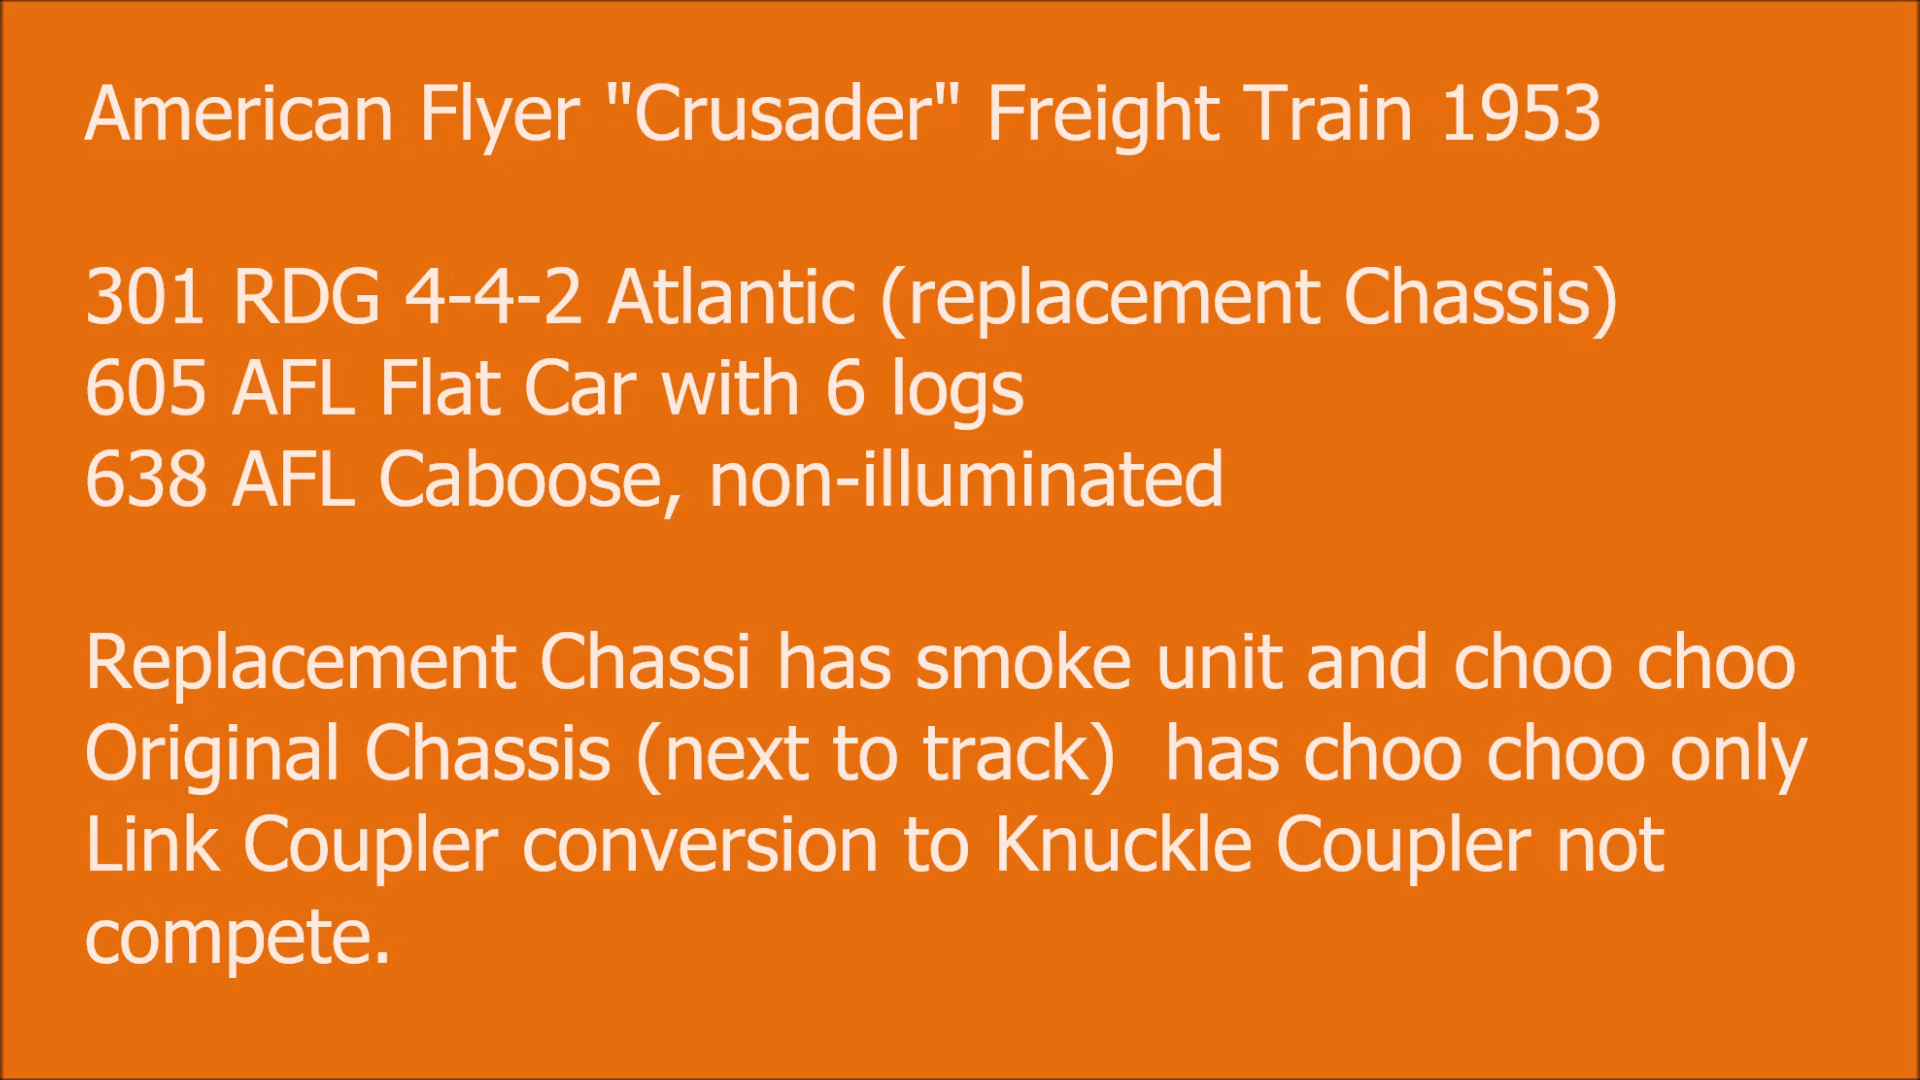 American Flyer "Crusader" Freight Train 1953
301 RDG 4-4-2 Atlantic (replacement Chassis)
605 AFL Flat Car with 6 logs
638 AFL Caboose, non-illuminated
Replacement Chassi has smoke unit and choo choo
Original Chassis (next to track)  has choo choo only
Link Coupler conversion to Knuckle Coupler not
compete.